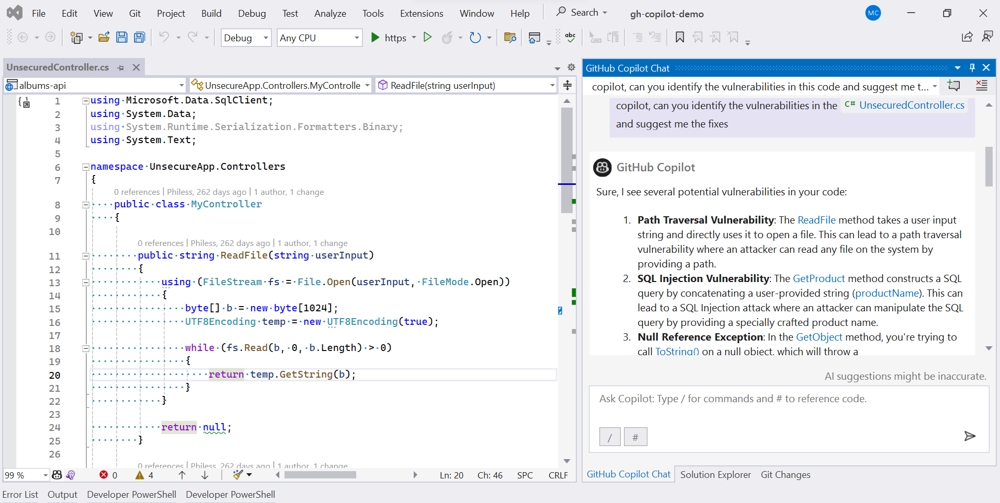 File Edit View Git Project Build Debug Test Analyze Tools Extensions Window Help Search gh-copilot-demo MC
Debug Any CPU https abc
UnsecuredController.cs
albums-api UnsecureApp.Controllers.MyControlle ReadFile(string userInput)
1 using Microsoft.Data.SqlClient;
2 using System.Data;
3 using System.Runtime.Serialization.Formatters.Binary;
4 using System.Text;
5
6 namespace UnsecureApp.Controllers
7 {
0 references | Philess, 262 days ago | 1 author, 1 change
8 public class MyController
9 {
10
0 references | Philess, 262 days ago | 1 author, 1 change
11 public string ReadFile(string userInput)
12 {
13 using (FileStream fs = File.Open(userInput, FileMode.Open))
14 {
15 byte[] b = new byte[1024];
16 UTF8Encoding temp = new UTF8Encoding(true);
17
18 while (fs.Read(b, 0, b.Length) > 0)
19 {
20 return temp.GetString(b);
21 }
22 }
23
24 return null;
25 }
26
0 references | Philess, 262 days ago | 1 author, 1 change
99 % 0 4 Ln: 20 Ch: 46 SPC CRLF
GitHub Copilot Chat
copilot, can you identify the vulnerabilities in this code and suggest me t...
copilot, can you identify the vulnerabilities in the C# UnsecuredController.cs
and suggest me the fixes
GitHub Copilot
Sure, I see several potential vulnerabilities in your code:
1. Path Traversal Vulnerability: The ReadFile method takes a user input
string and directly uses it to open a file. This can lead to a path traversal
vulnerability where an attacker can read any file on the system by
providing a path.
2. SQL Injection Vulnerability: The GetProduct method constructs a SQL
query by concatenating a user-provided string (productName). This can
lead to a SQL Injection attack where an attacker can manipulate the SQL
query by providing a specially crafted product name.
3. Null Reference Exception: In the GetObject method, you're trying to
call ToString() on a null object, which will throw a
AI suggestions might be inaccurate.
Ask Copilot: Type / for commands and # to reference code.
/ #
GitHub Copilot Chat Solution Explorer Git Changes
Error List Output Developer PowerShell Developer PowerShell